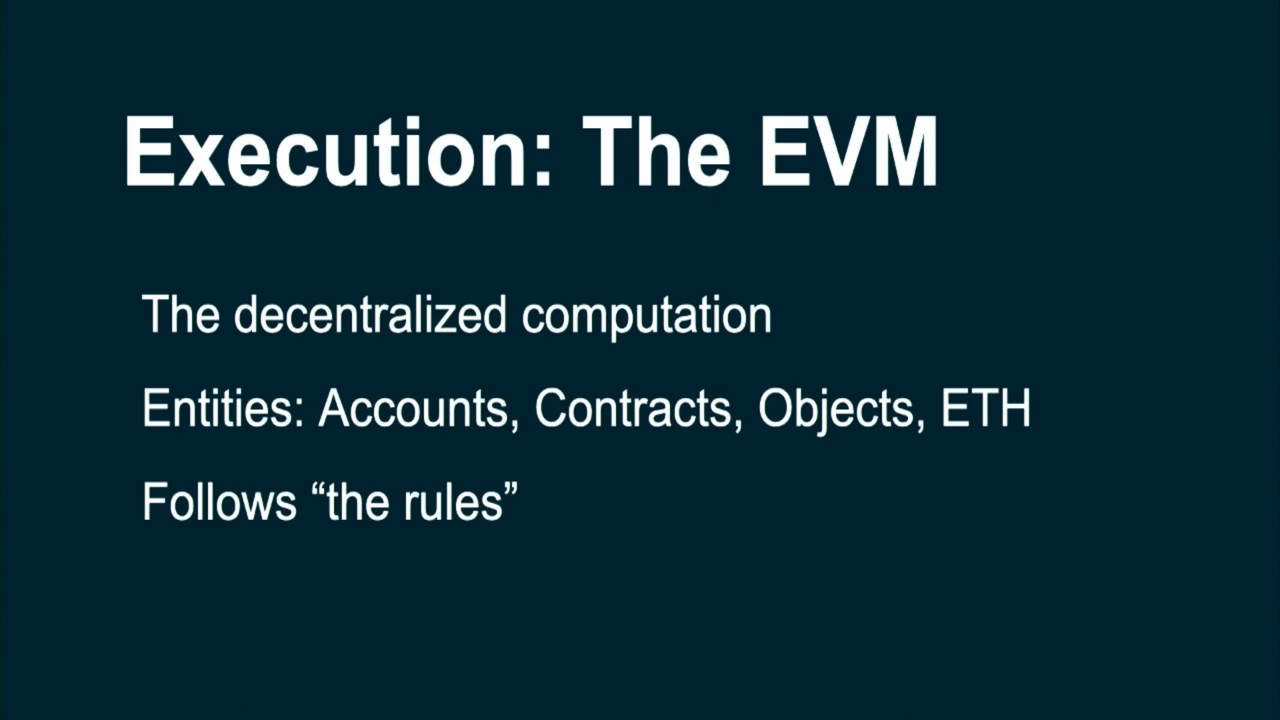 Execution: The EVM
The decentralized computation
Entities: Accounts, Contracts, Objects, ETH
Follows “the rules”